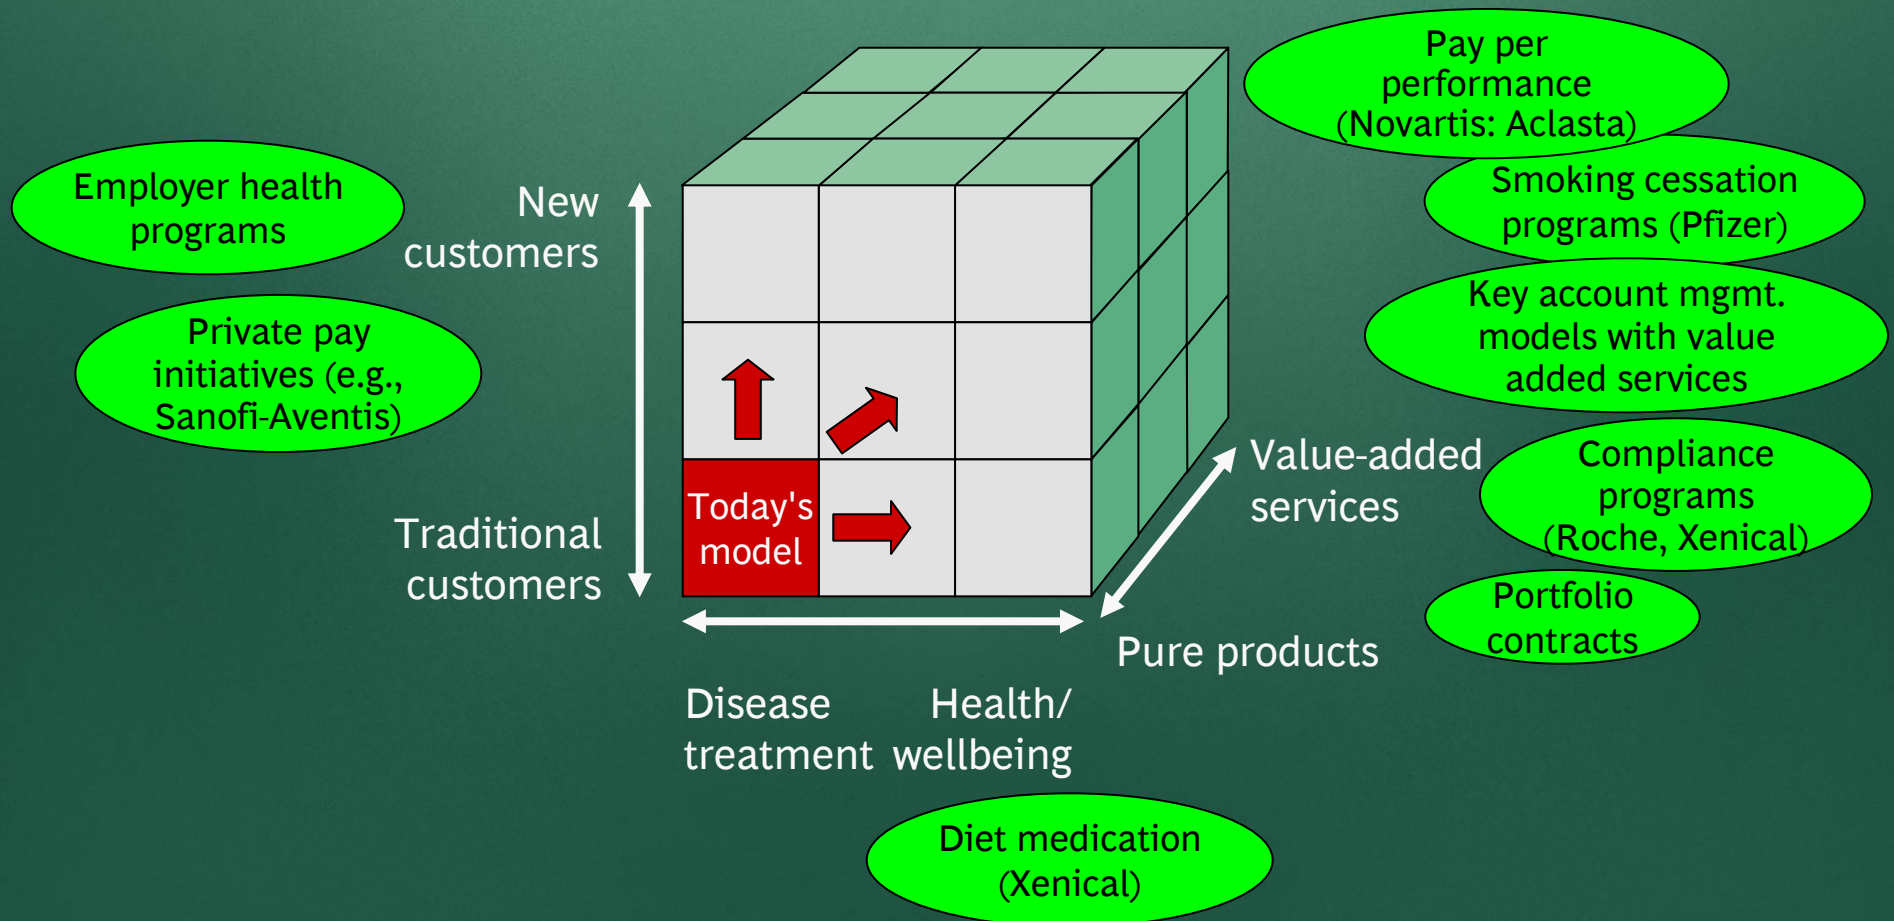 Pay per
performance
(Novartis: Aclasta)
Smoking cessation
programs (Pfizer)
Employer health
programs
New
customers
Key account mgmt.
models with value
added services
Private pay
initiatives (e.g.,
Sanofi-Aventis)
Value-added
services
Compliance
programs
(Roche, Xenical)
Today's
model
Traditional
customers
Portfolio
contracts
Pure products
Disease
treatment
Health/
wellbeing
Diet medication
(Xenical)